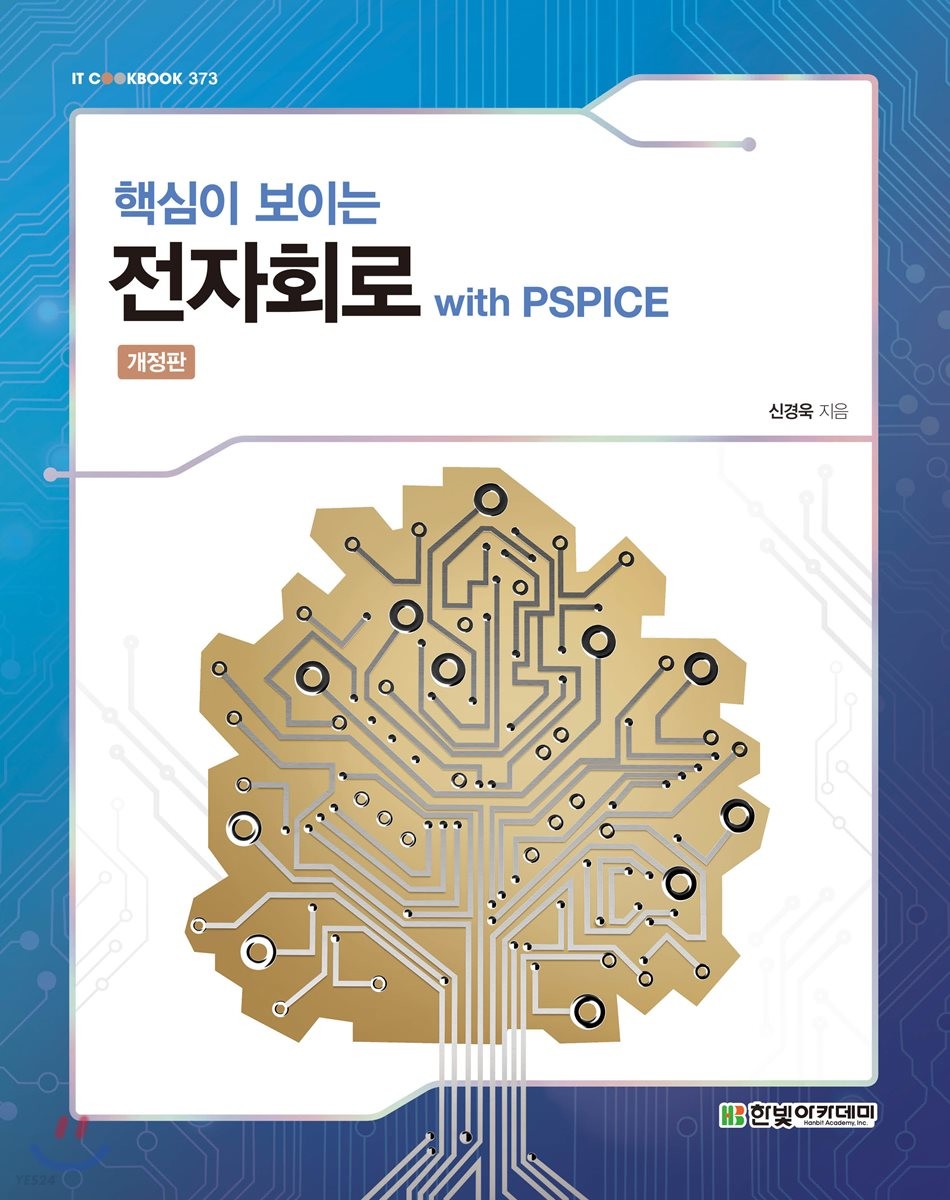 IT COOKBOOK 373
핵심이 보이는
전자회로 with PSPICE
개정판
신경욱 지음
한빛아카데미
Hanbit Academy, Inc.
YES24